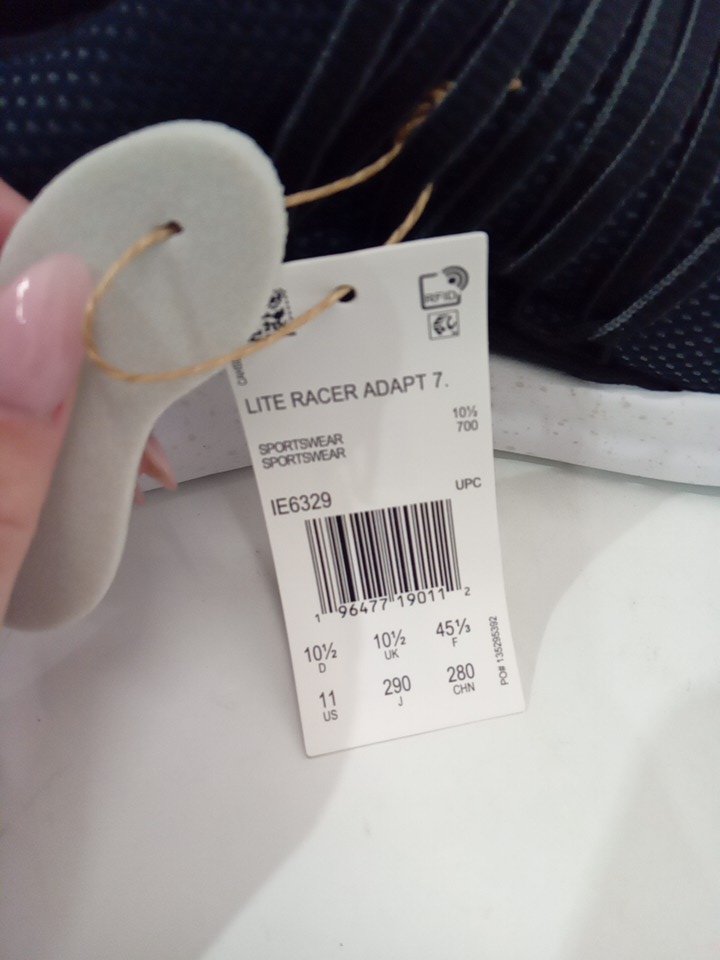 RFID
LITE RACER ADAPT 7.
10½
700
SPORTSWEAR
SPORTSWEAR
IE6329
UPC
1 96477 19011 2
10½ 10½ 45⅓
D UK F
11 290 280
US J CHN
PO# 135295392